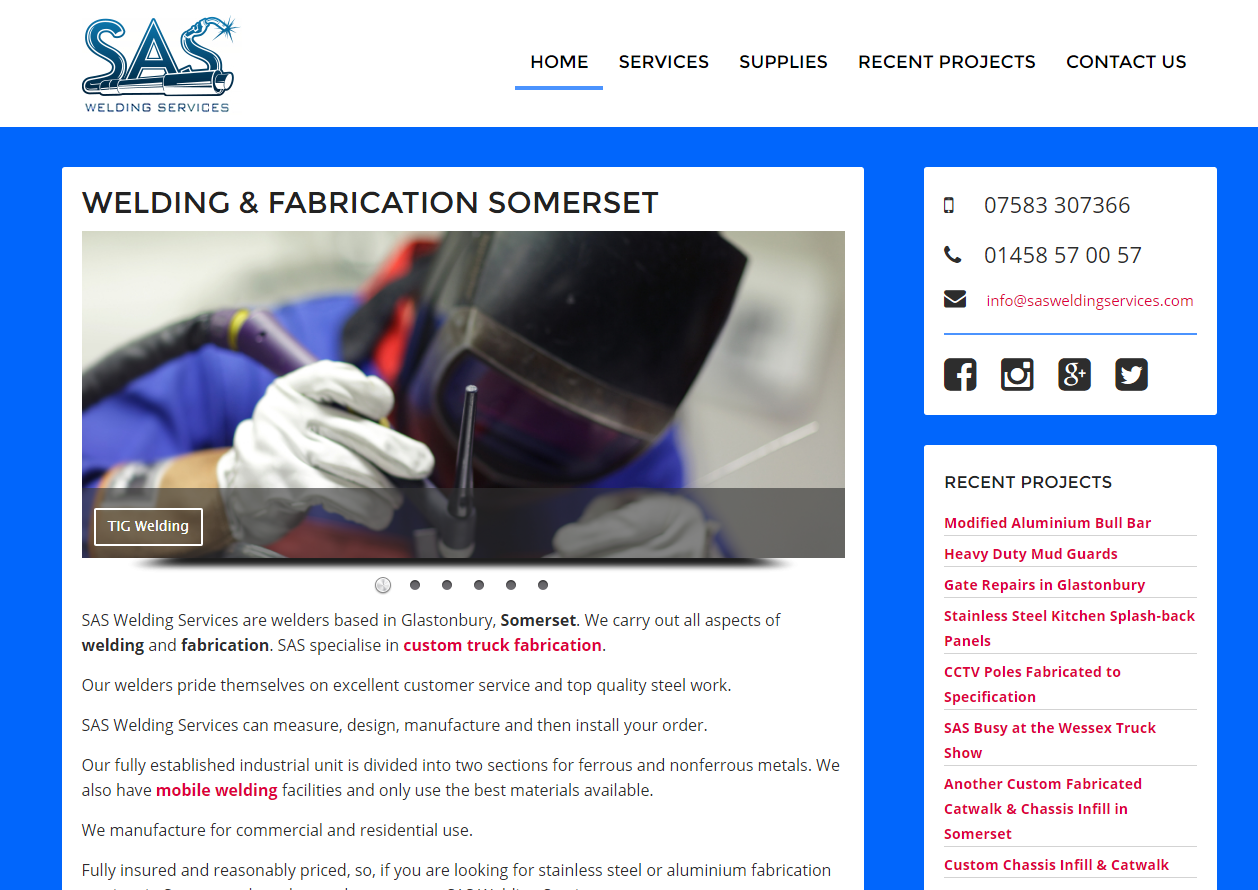 SAS
WELDING SERVICES
HOME SERVICES SUPPLIES RECENT PROJECTS CONTACT US
WELDING & FABRICATION SOMERSET
TIG Welding
SAS Welding Services are welders based in Glastonbury, Somerset. We carry out all aspects of
welding and fabrication. SAS specialise in custom truck fabrication.
Our welders pride themselves on excellent customer service and top quality steel work.
SAS Welding Services can measure, design, manufacture and then install your order.
Our fully established industrial unit is divided into two sections for ferrous and nonferrous metals. We
also have mobile welding facilities and only use the best materials available.
We manufacture for commercial and residential use.
Fully insured and reasonably priced, so, if you are looking for stainless steel or aluminium fabrication
07583 307366
01458 57 00 57
info@sasweldingservices.com
RECENT PROJECTS
Modified Aluminium Bull Bar
Heavy Duty Mud Guards
Gate Repairs in Glastonbury
Stainless Steel Kitchen Splash-back
Panels
CCTV Poles Fabricated to
Specification
SAS Busy at the Wessex Truck
Show
Another Custom Fabricated
Catwalk & Chassis Infill in
Somerset
Custom Chassis Infill & Catwalk